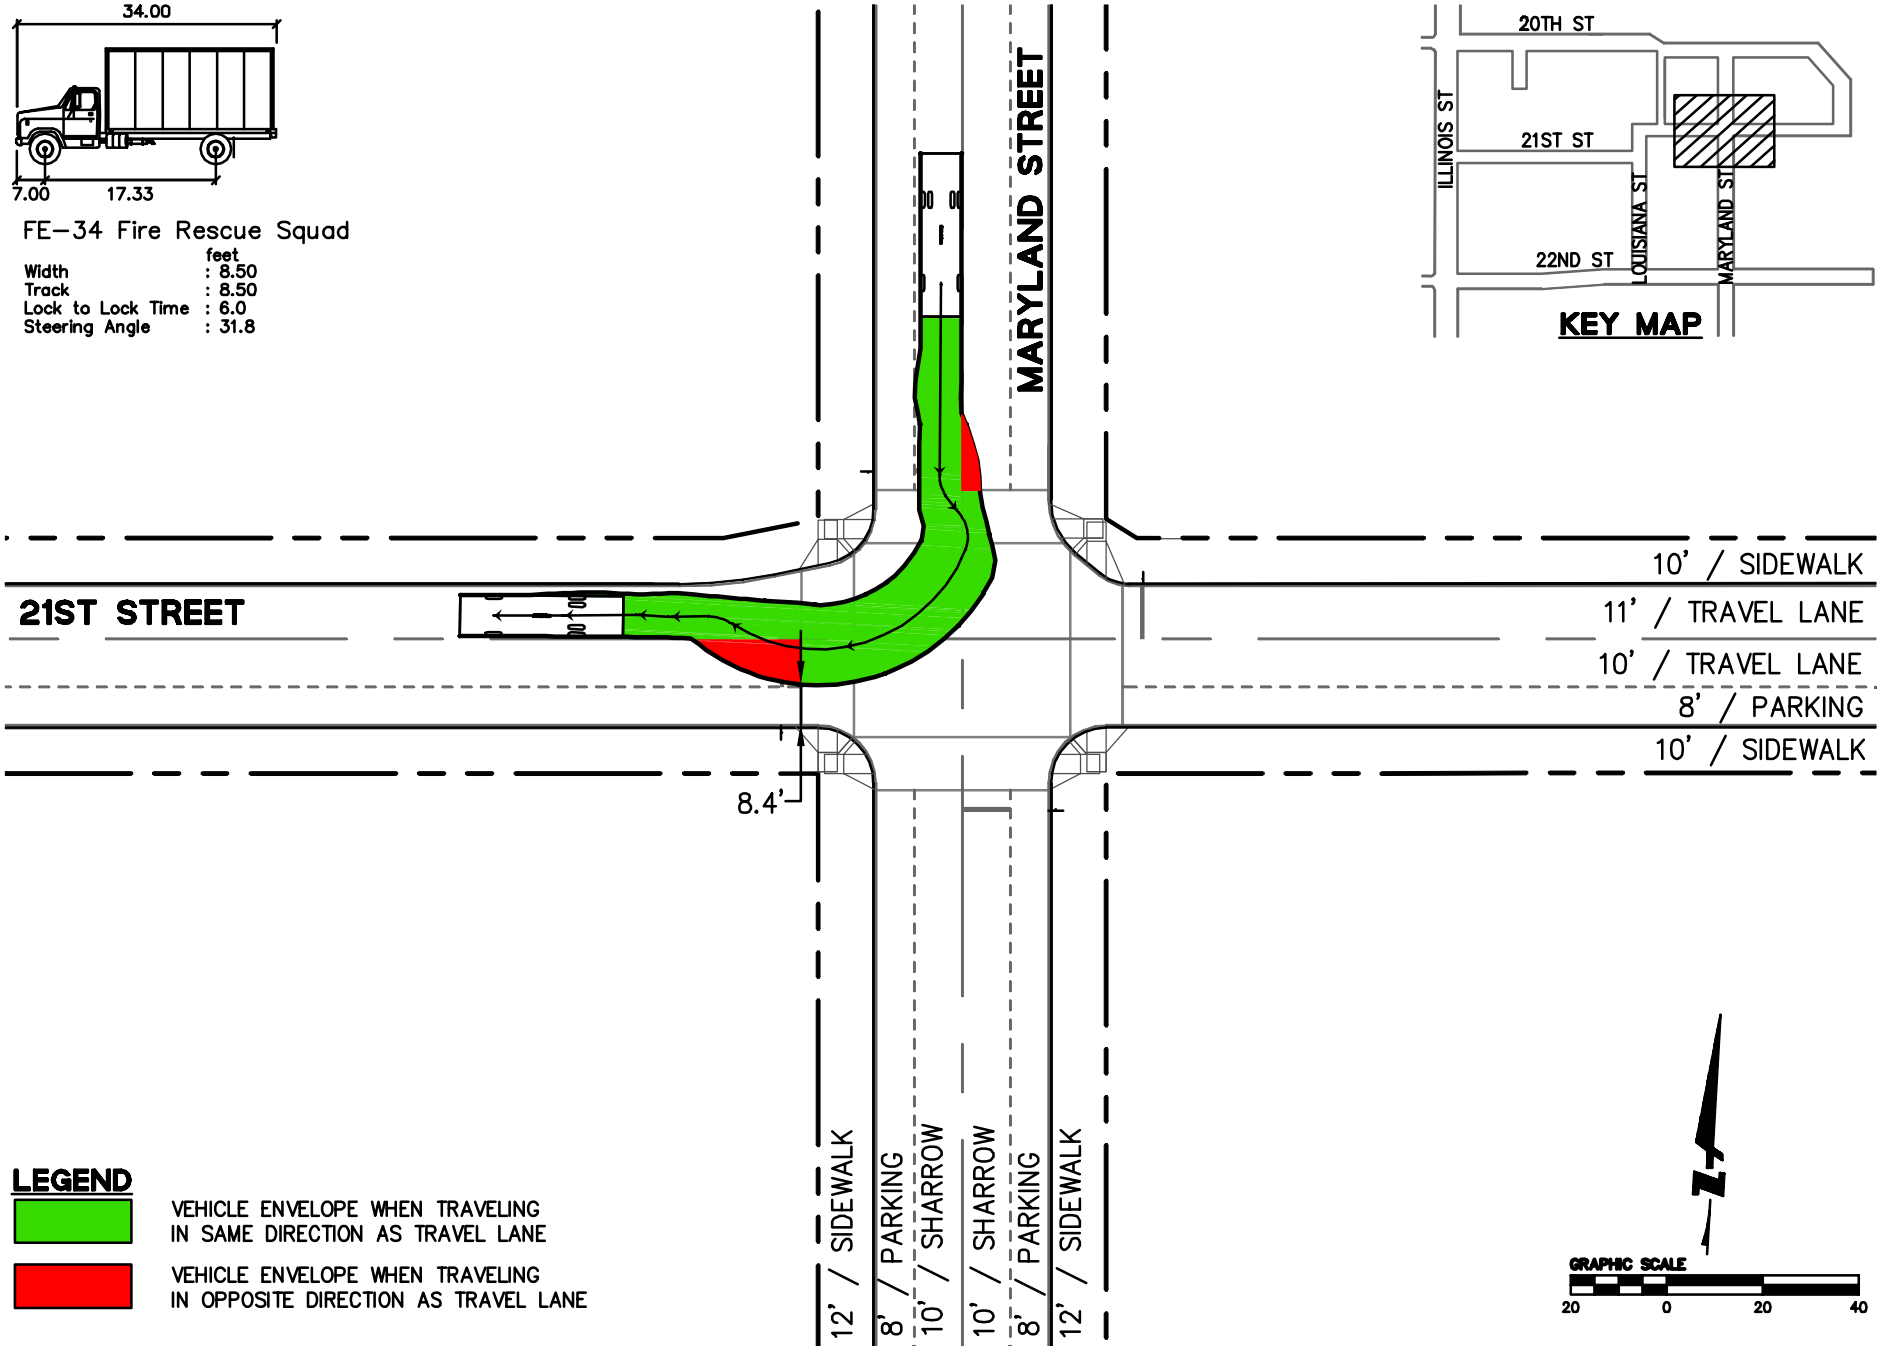 34.00
7.00
17.33
FE-34 Fire Rescue Squad
feet
Width : 8.50
Track : 8.50
Lock to Lock Time : 6.0
Steering Angle : 31.8
MARYLAND STREET
20TH ST
ILLINOIS ST
21ST ST
LOUISIANA ST
MARYLAND ST
22ND ST
KEY MAP
21ST STREET
10' / SIDEWALK
11' / TRAVEL LANE
10' / TRAVEL LANE
8' / PARKING
10' / SIDEWALK
8.4'
12' / SIDEWALK
8' / PARKING
10' / SHARROW
10' / SHARROW
8' / PARKING
12' / SIDEWALK
LEGEND
VEHICLE ENVELOPE WHEN TRAVELING
IN SAME DIRECTION AS TRAVEL LANE
VEHICLE ENVELOPE WHEN TRAVELING
IN OPPOSITE DIRECTION AS TRAVEL LANE
N
GRAPHIC SCALE
20 0 20 40